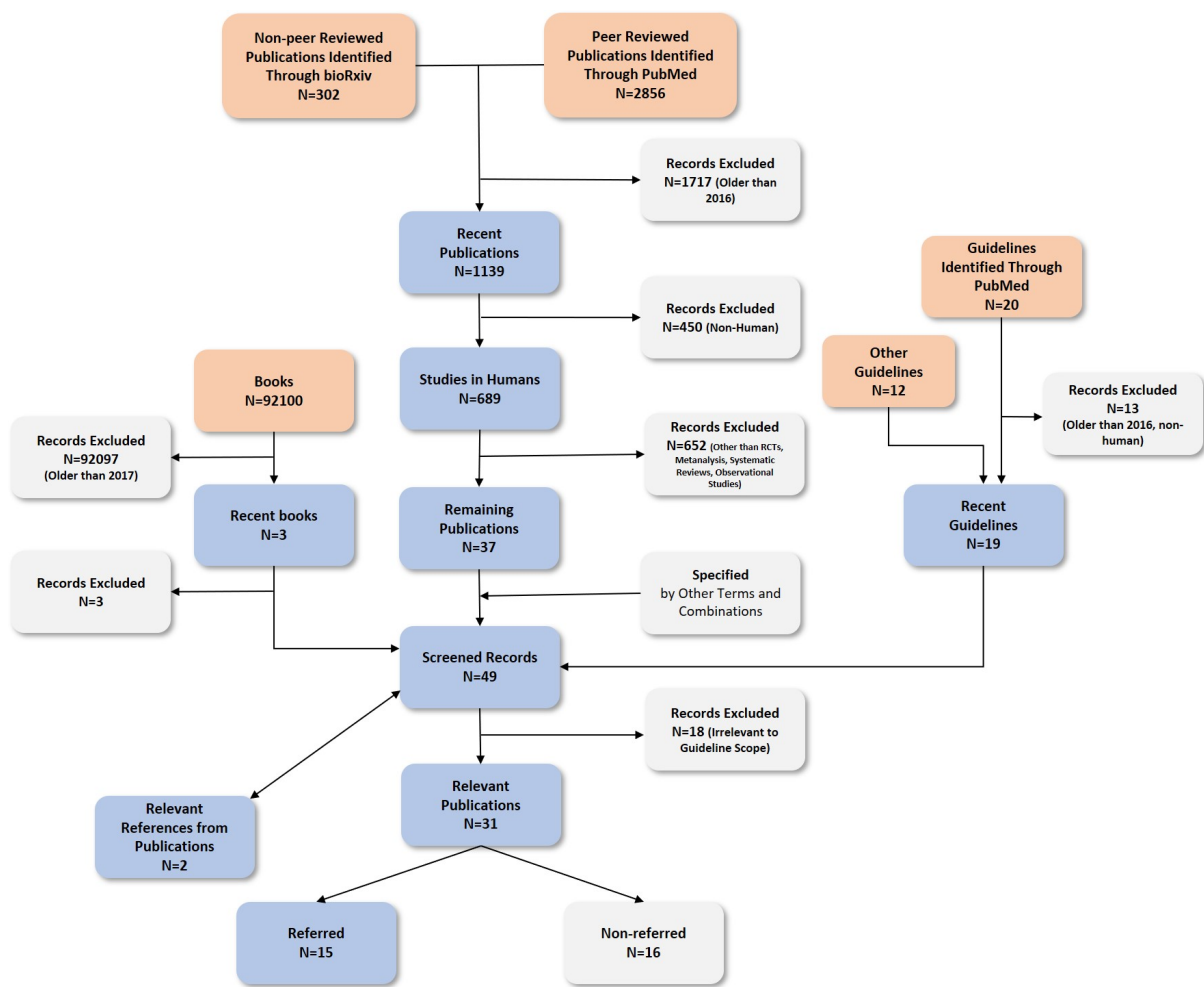 Non-peer Reviewed
Publications Identified
Through bioRxiv
N=302
Peer Reviewed
Publications Identified
Through PubMed
N=2856
Records Excluded
N=1717 (Older than
2016)
Recent
Publications
N=1139
Guidelines
Identified Through
PubMed
N=20
Records Excluded
N=450 (Non-Human)
Other
Guidelines
N=12
Books
N=92100
Studies in Humans
N=689
Records Excluded
N=13
(Older than 2016, non-
human)
Records Excluded
N=92097
(Older than 2017)
Records Excluded
N=652 (Other than RCTs,
Metanalysis, Systematic
Reviews, Observational
Studies)
Recent books
N=3
Remaining
Publications
N=37
Recent
Guidelines
N=19
Records Excluded
N=3
Specified
by Other Terms and
Combinations
Screened Records
N=49
Records Excluded
N=18 (Irrelevant to
Guideline Scope)
Relevant
References from
Publications
N=2
Relevant
Publications
N=31
Referred
N=15
Non-referred
N=16